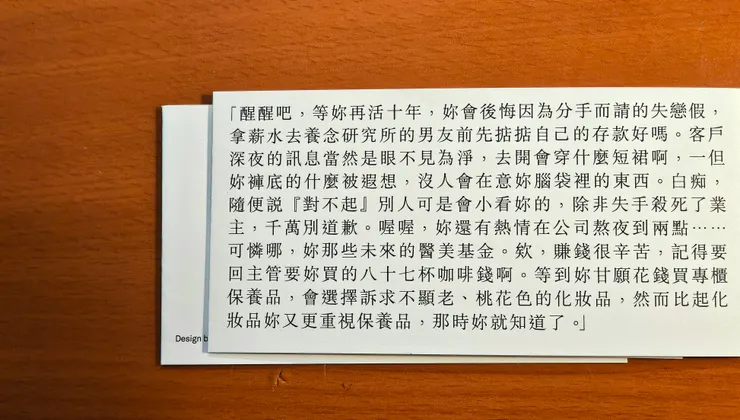 「醒醒吧，等妳再活十年，妳會後悔因為分手而請的失戀假，
拿薪水去養念研究所的男友前先掂掂自己的存款好嗎。客戶
深夜的訊息當然是眼不見為淨，去開會穿什麼短裙啊，一但
妳褲底的什麼被遐想，沒人會在意妳腦袋裡的東西。白痴，
隨便説『對不起』別人可是會小看妳的，除非失手殺死了業
主，千萬別道歉。喔喔，妳還有熱情在公司熬夜到兩點⋯⋯
可憐哪，妳那些未來的醫美基金。欸，賺錢很辛苦，記得要
回主管要妳買的八十七杯咖啡錢啊。等到妳甘願花錢買專櫃
保養品，會選擇訴求不顯老、桃花色的化妝品，然而比起化
妝品妳又更重視保養品，那時妳就知道了。」
Design b